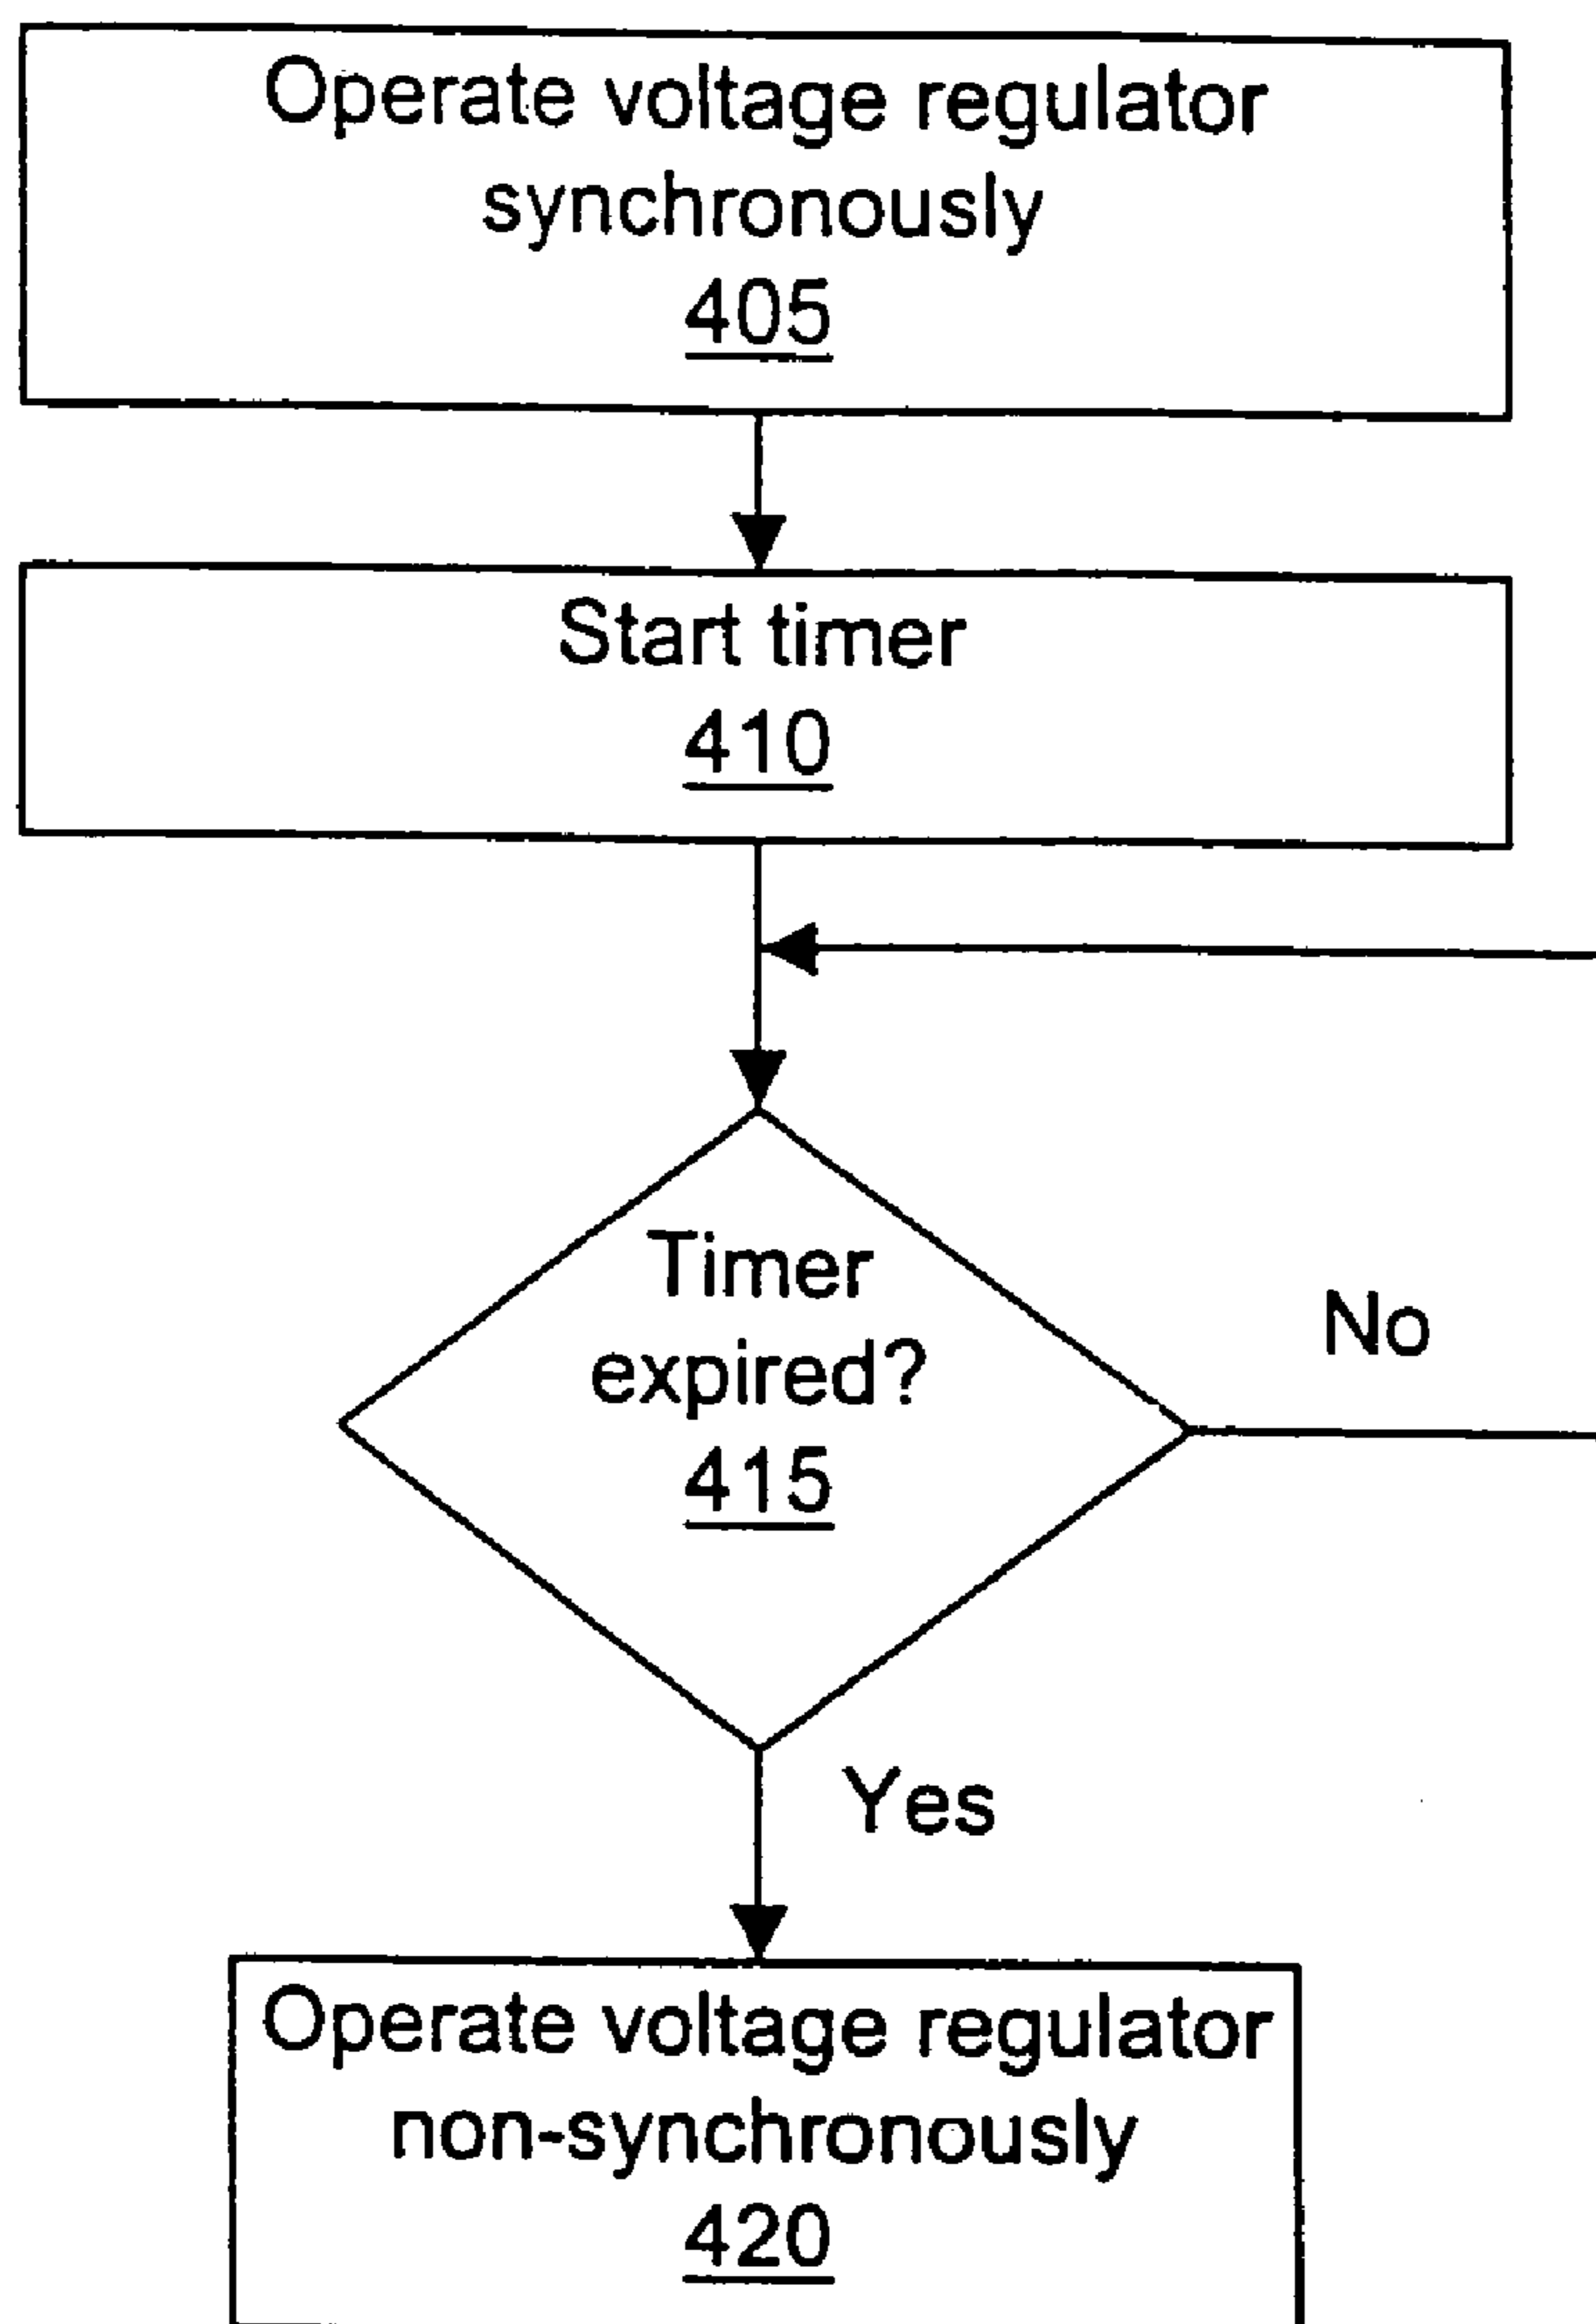 Operate voltage regulator
synchronously
405
Start timer
410
Timer
expired?
415
No
Yes
Operate voltage regulator
non-synchronously
420